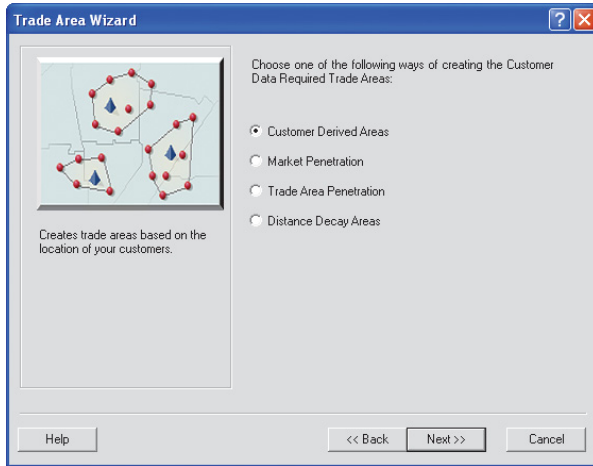 Trade Area Wizard
Choose one of the following ways of creating the Customer
Data Required Trade Areas:
Customer Derived Areas
Market Penetration
Trade Area Penetration
Distance Decay Areas
Creates trade areas based on the
location of your customers.
Help
<< Back
Next >>
Cancel